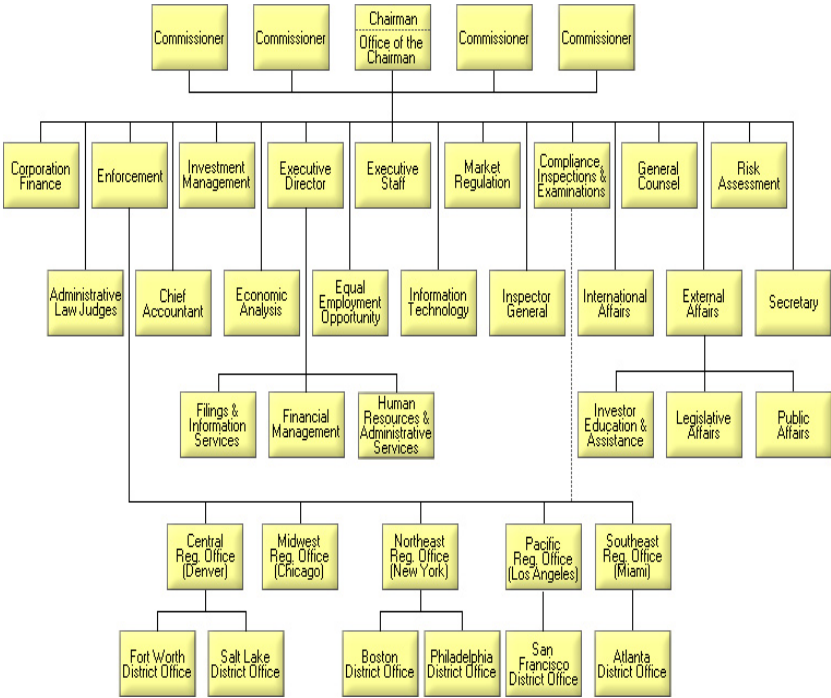 Commissioner
Commissioner
Chairman
Office of the
Chairman
Commissioner
Commissioner
Corporation
Finance
Enforcement
Investment
Management
Executive
Director
Executive
Staff
Market
Regulation
Compliance,
Inspections &
Examinations
General
Counsel
Risk
Assessment
Administrative
Law Judges
Chief
Accountant
Economic
Analysis
Equal
Employment
Opportunity
Information
Technology
Inspector
General
International
Affairs
External
Affairs
Secretary
Filings &
Information
Services
Financial
Management
Human
Resources &
Administrative
Services
Investor
Education &
Assistance
Legislative
Affairs
Public
Affairs
Central
Reg. Office
(Denver)
Midwest
Reg. Office
(Chicago)
Northeast
Reg. Office
(New York)
Pacific
Reg. Office
(Los Angeles)
Southeast
Reg. Office
(Miami)
Fort Worth
District Office
Salt Lake
District Office
Boston
District Office
Philadelphia
District Office
San
Francisco
District Office
Atlanta
District Office